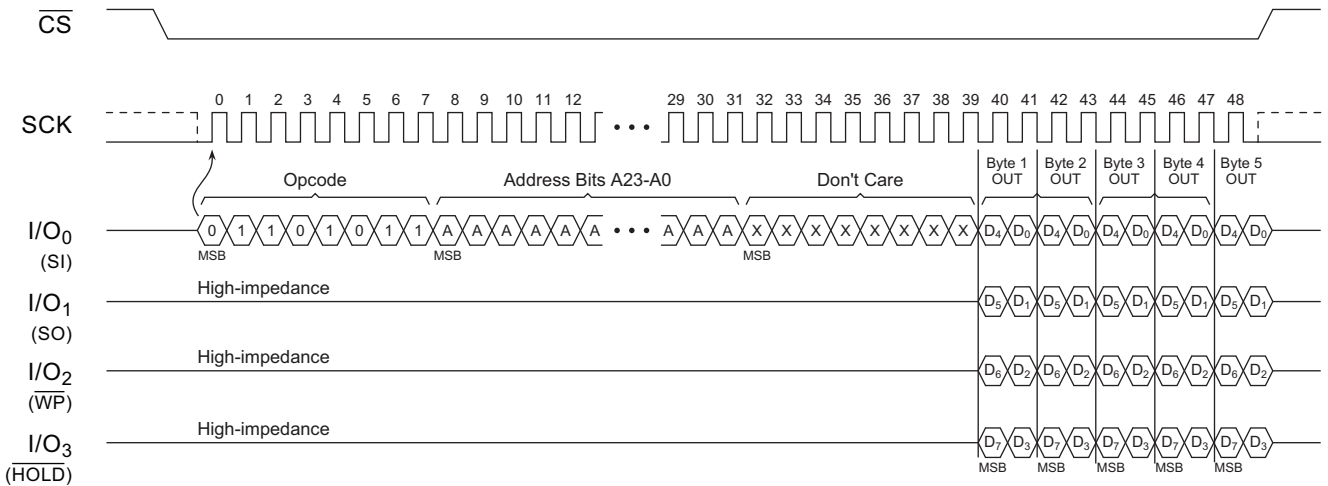 CS
SCK
0 1 2 3 4 5 6 7 8 9 10 11 12 29 30 31 32 33 34 35 36 37 38 39 40 41 42 43 44 45 46 47 48
Opcode Address Bits A23-A0 Don't Care
Byte 1 OUT Byte 2 OUT Byte 3 OUT Byte 4 OUT Byte 5 OUT
I/O0 (SI)
0 1 1 0 1 0 1 1 A A A A A A A A A X X X X X X X X D4 D0 D4 D0 D4 D0 D4 D0 D4 D0
MSB MSB MSB
I/O1 (SO)
High-impedance
D5 D1 D5 D1 D5 D1 D5 D1 D5 D1
I/O2 (WP)
High-impedance
D6 D2 D6 D2 D6 D2 D6 D2 D6 D2
I/O3 (HOLD)
High-impedance
D7 D3 D7 D3 D7 D3 D7 D3 D7 D3
MSB MSB MSB MSB MSB